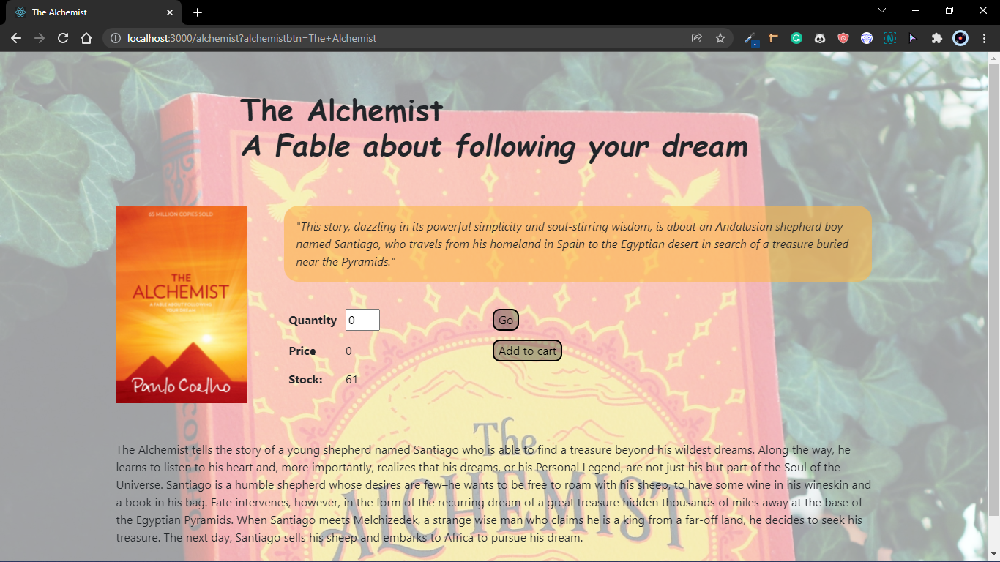 The Alchemist
localhost:3000/alchemist?alchemistbtn=The+Alchemist
The Alchemist
A Fable about following your dream
65 MILLION COPIES SOLD
THE
ALCHEMIST
A FABLE ABOUT FOLLOWING
YOUR DREAM
Paulo Coelho
"This story, dazzling in its powerful simplicity and soul-stirring wisdom, is about an Andalusian shepherd boy
named Santiago, who travels from his homeland in Spain to the Egyptian desert in search of a treasure buried
near the Pyramids."
Quantity 0 Go
Price 0 Add to cart
Stock: 61
The Alchemist tells the story of a young shepherd named Santiago who is able to find a treasure beyond his wildest dreams. Along the way, he
learns to listen to his heart and, more importantly, realizes that his dreams, or his Personal Legend, are not just his but part of the Soul of the
Universe. Santiago is a humble shepherd whose desires are few–he wants to be free to roam with his sheep, to have some wine in his wineskin and
a book in his bag. Fate intervenes, however, in the form of the recurring dream of a great treasure hidden thousands of miles away at the base of
the Egyptian Pyramids. When Santiago meets Melchizedek, a strange wise man who claims he is a king from a far-off land, he decides to seek his
treasure. The next day, Santiago sells his sheep and embarks to Africa to pursue his dream.
The
ALCHEMIST